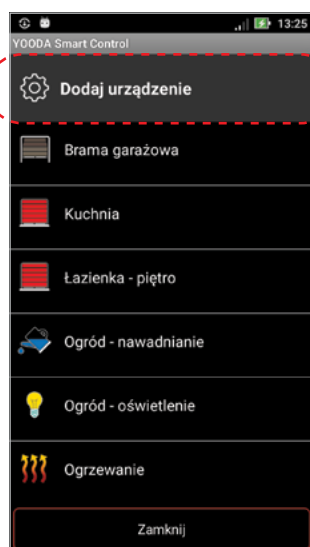 13:25
YOODA Smart Control
Dodaj urządzenie
Brama garażowa
Kuchnia
Łazienka - piętro
Ogród - nawadnianie
Ogród - oświetlenie
Ogrzewanie
Zamknij